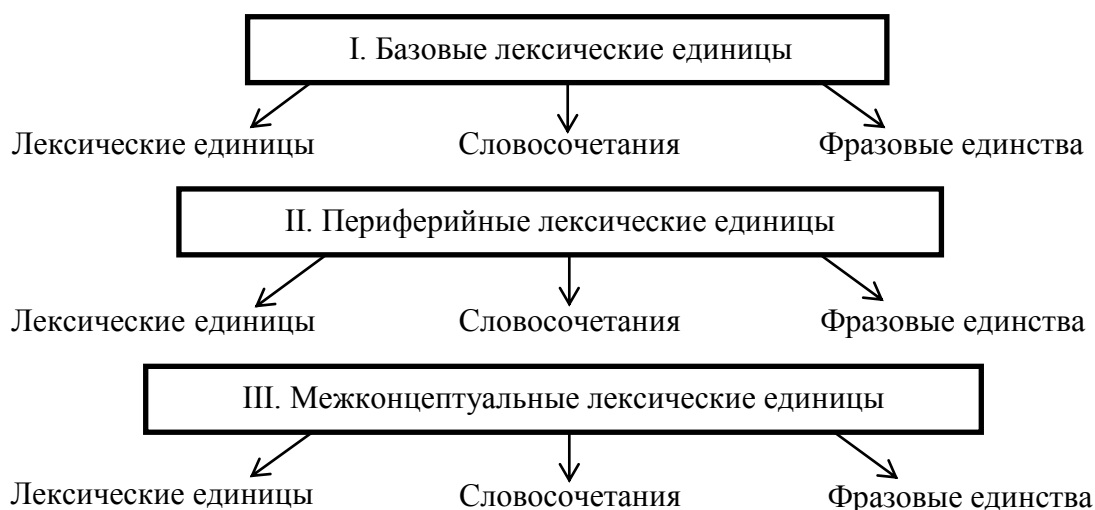 I. Базовые лексические единицы
Лексические единицы Словосочетания Фразовые единства
II. Периферийные лексические единицы
Лексические единицы Словосочетания Фразовые единства
III. Межконцептуальные лексические единицы
Лексические единицы Словосочетания Фразовые единства